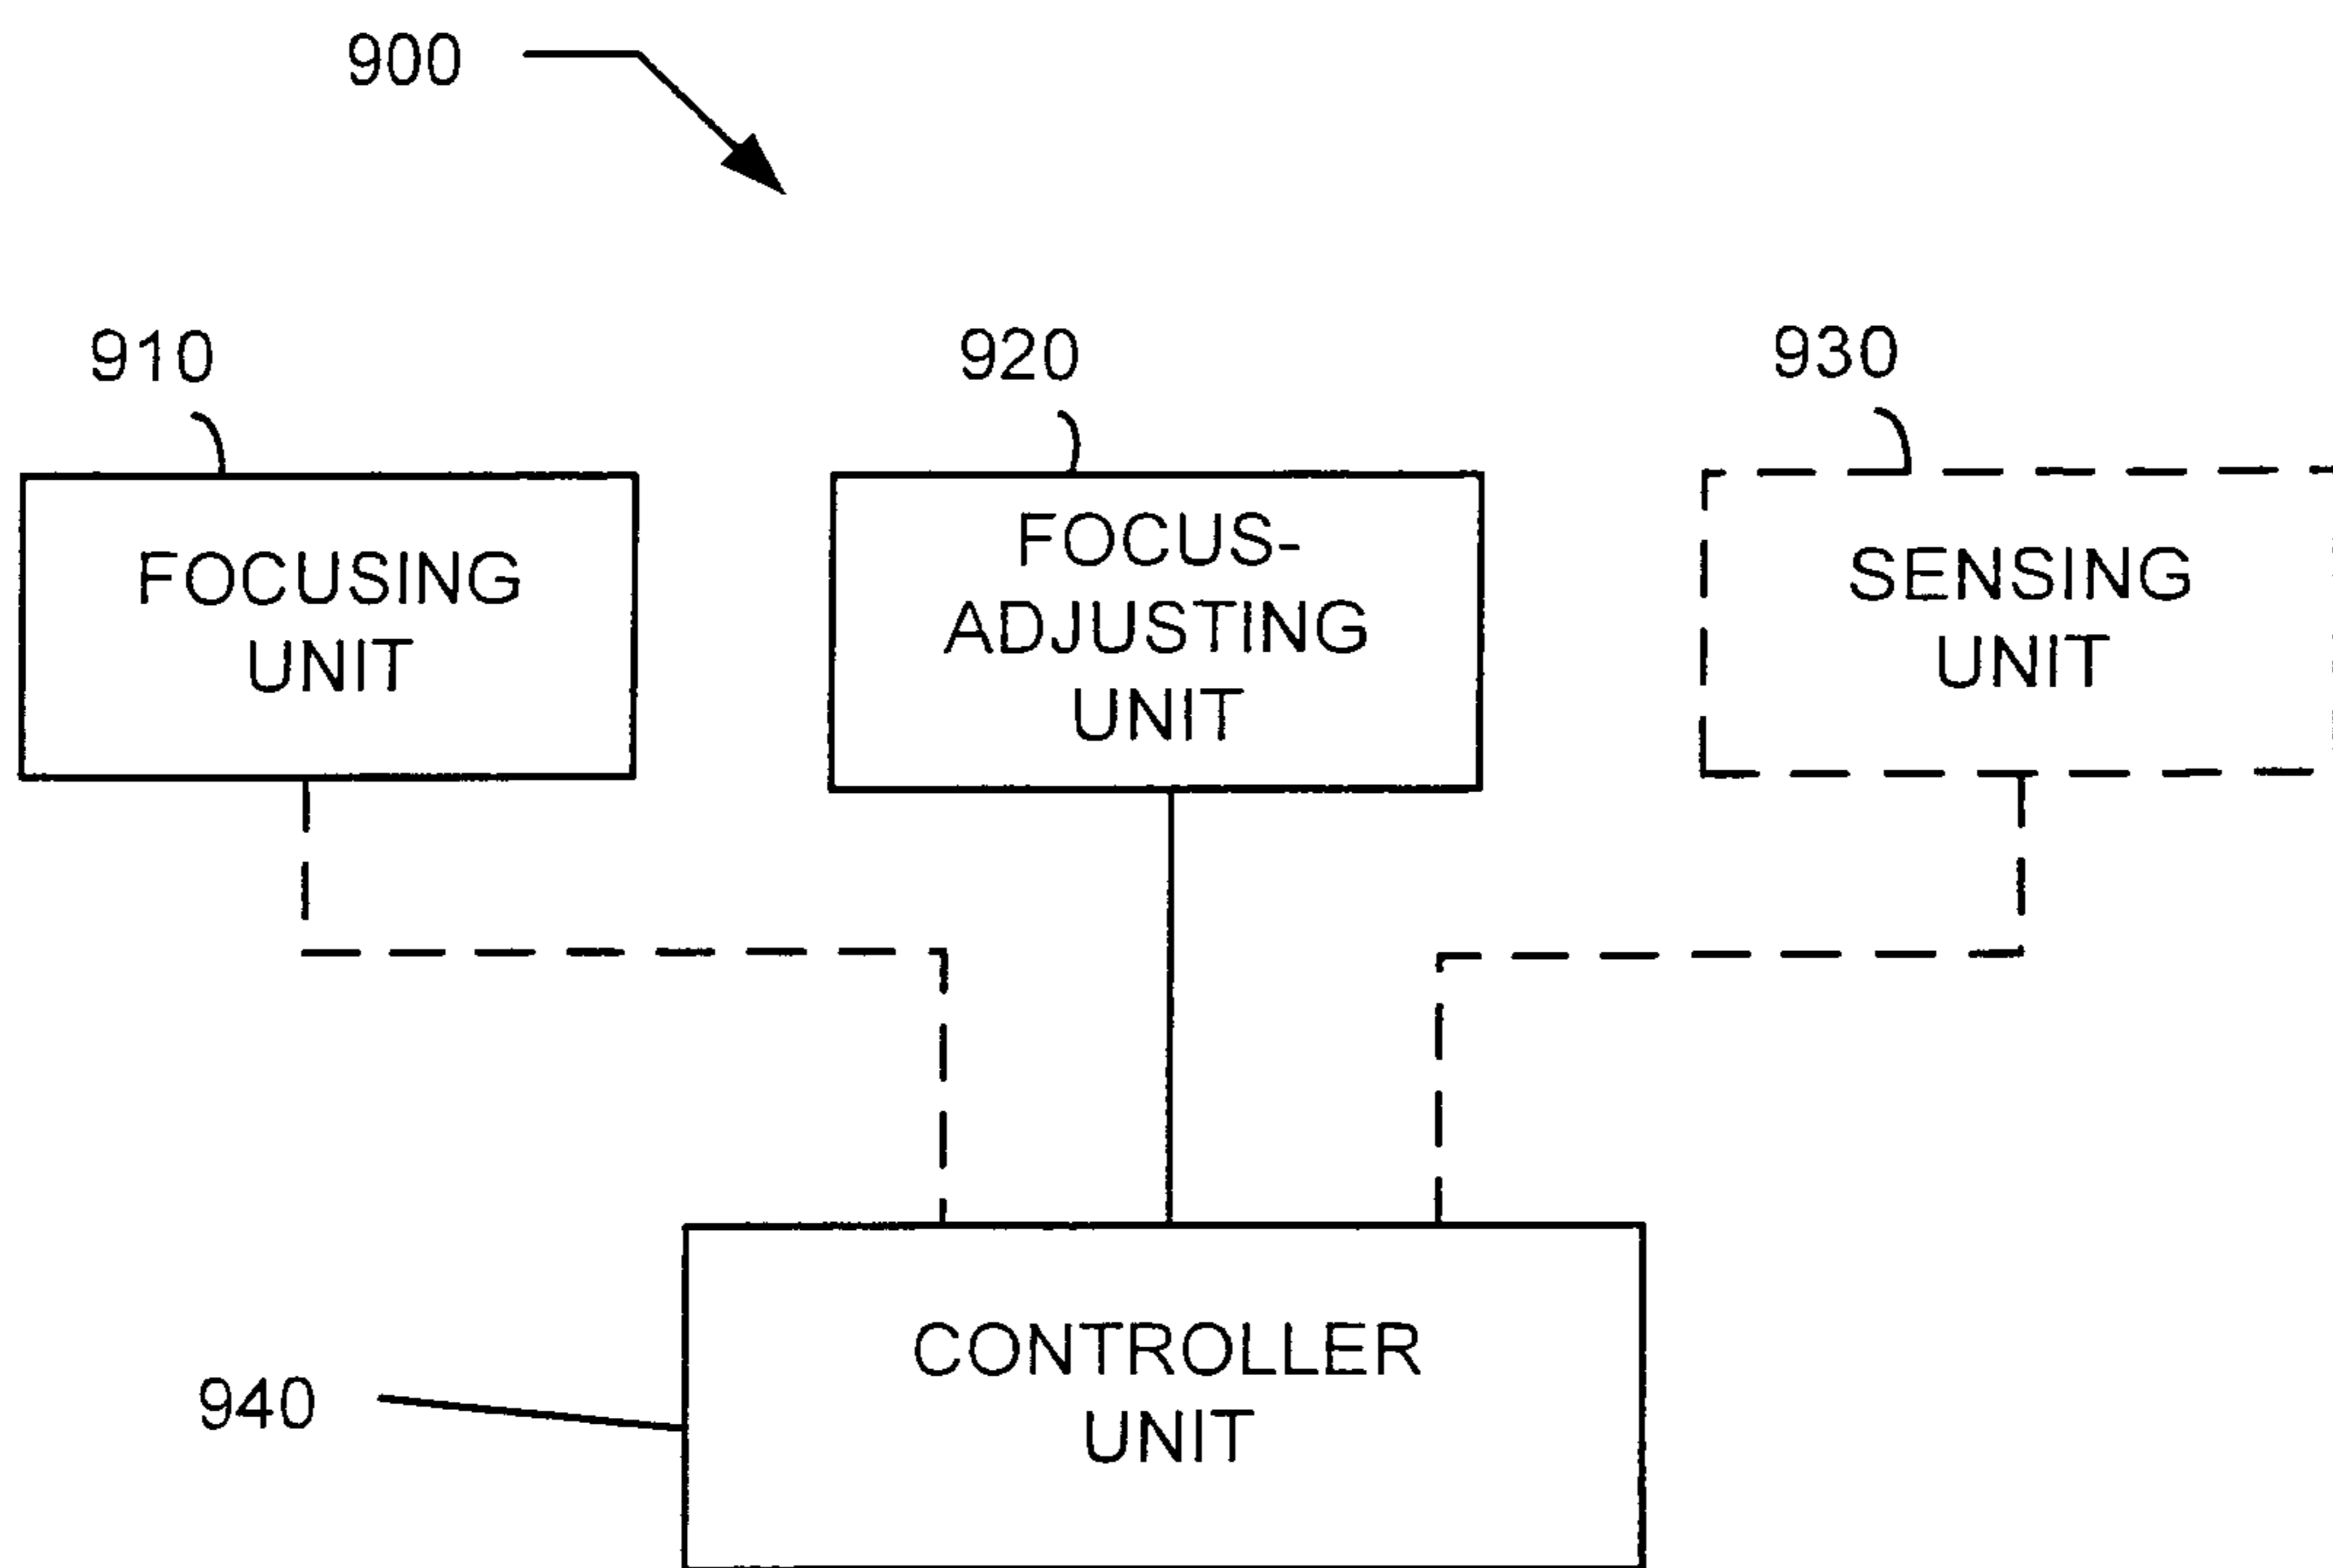 900
910
920
930
FOCUSING
UNIT
FOCUS-
ADJUSTING
UNIT
SENSING
UNIT
940
CONTROLLER
UNIT